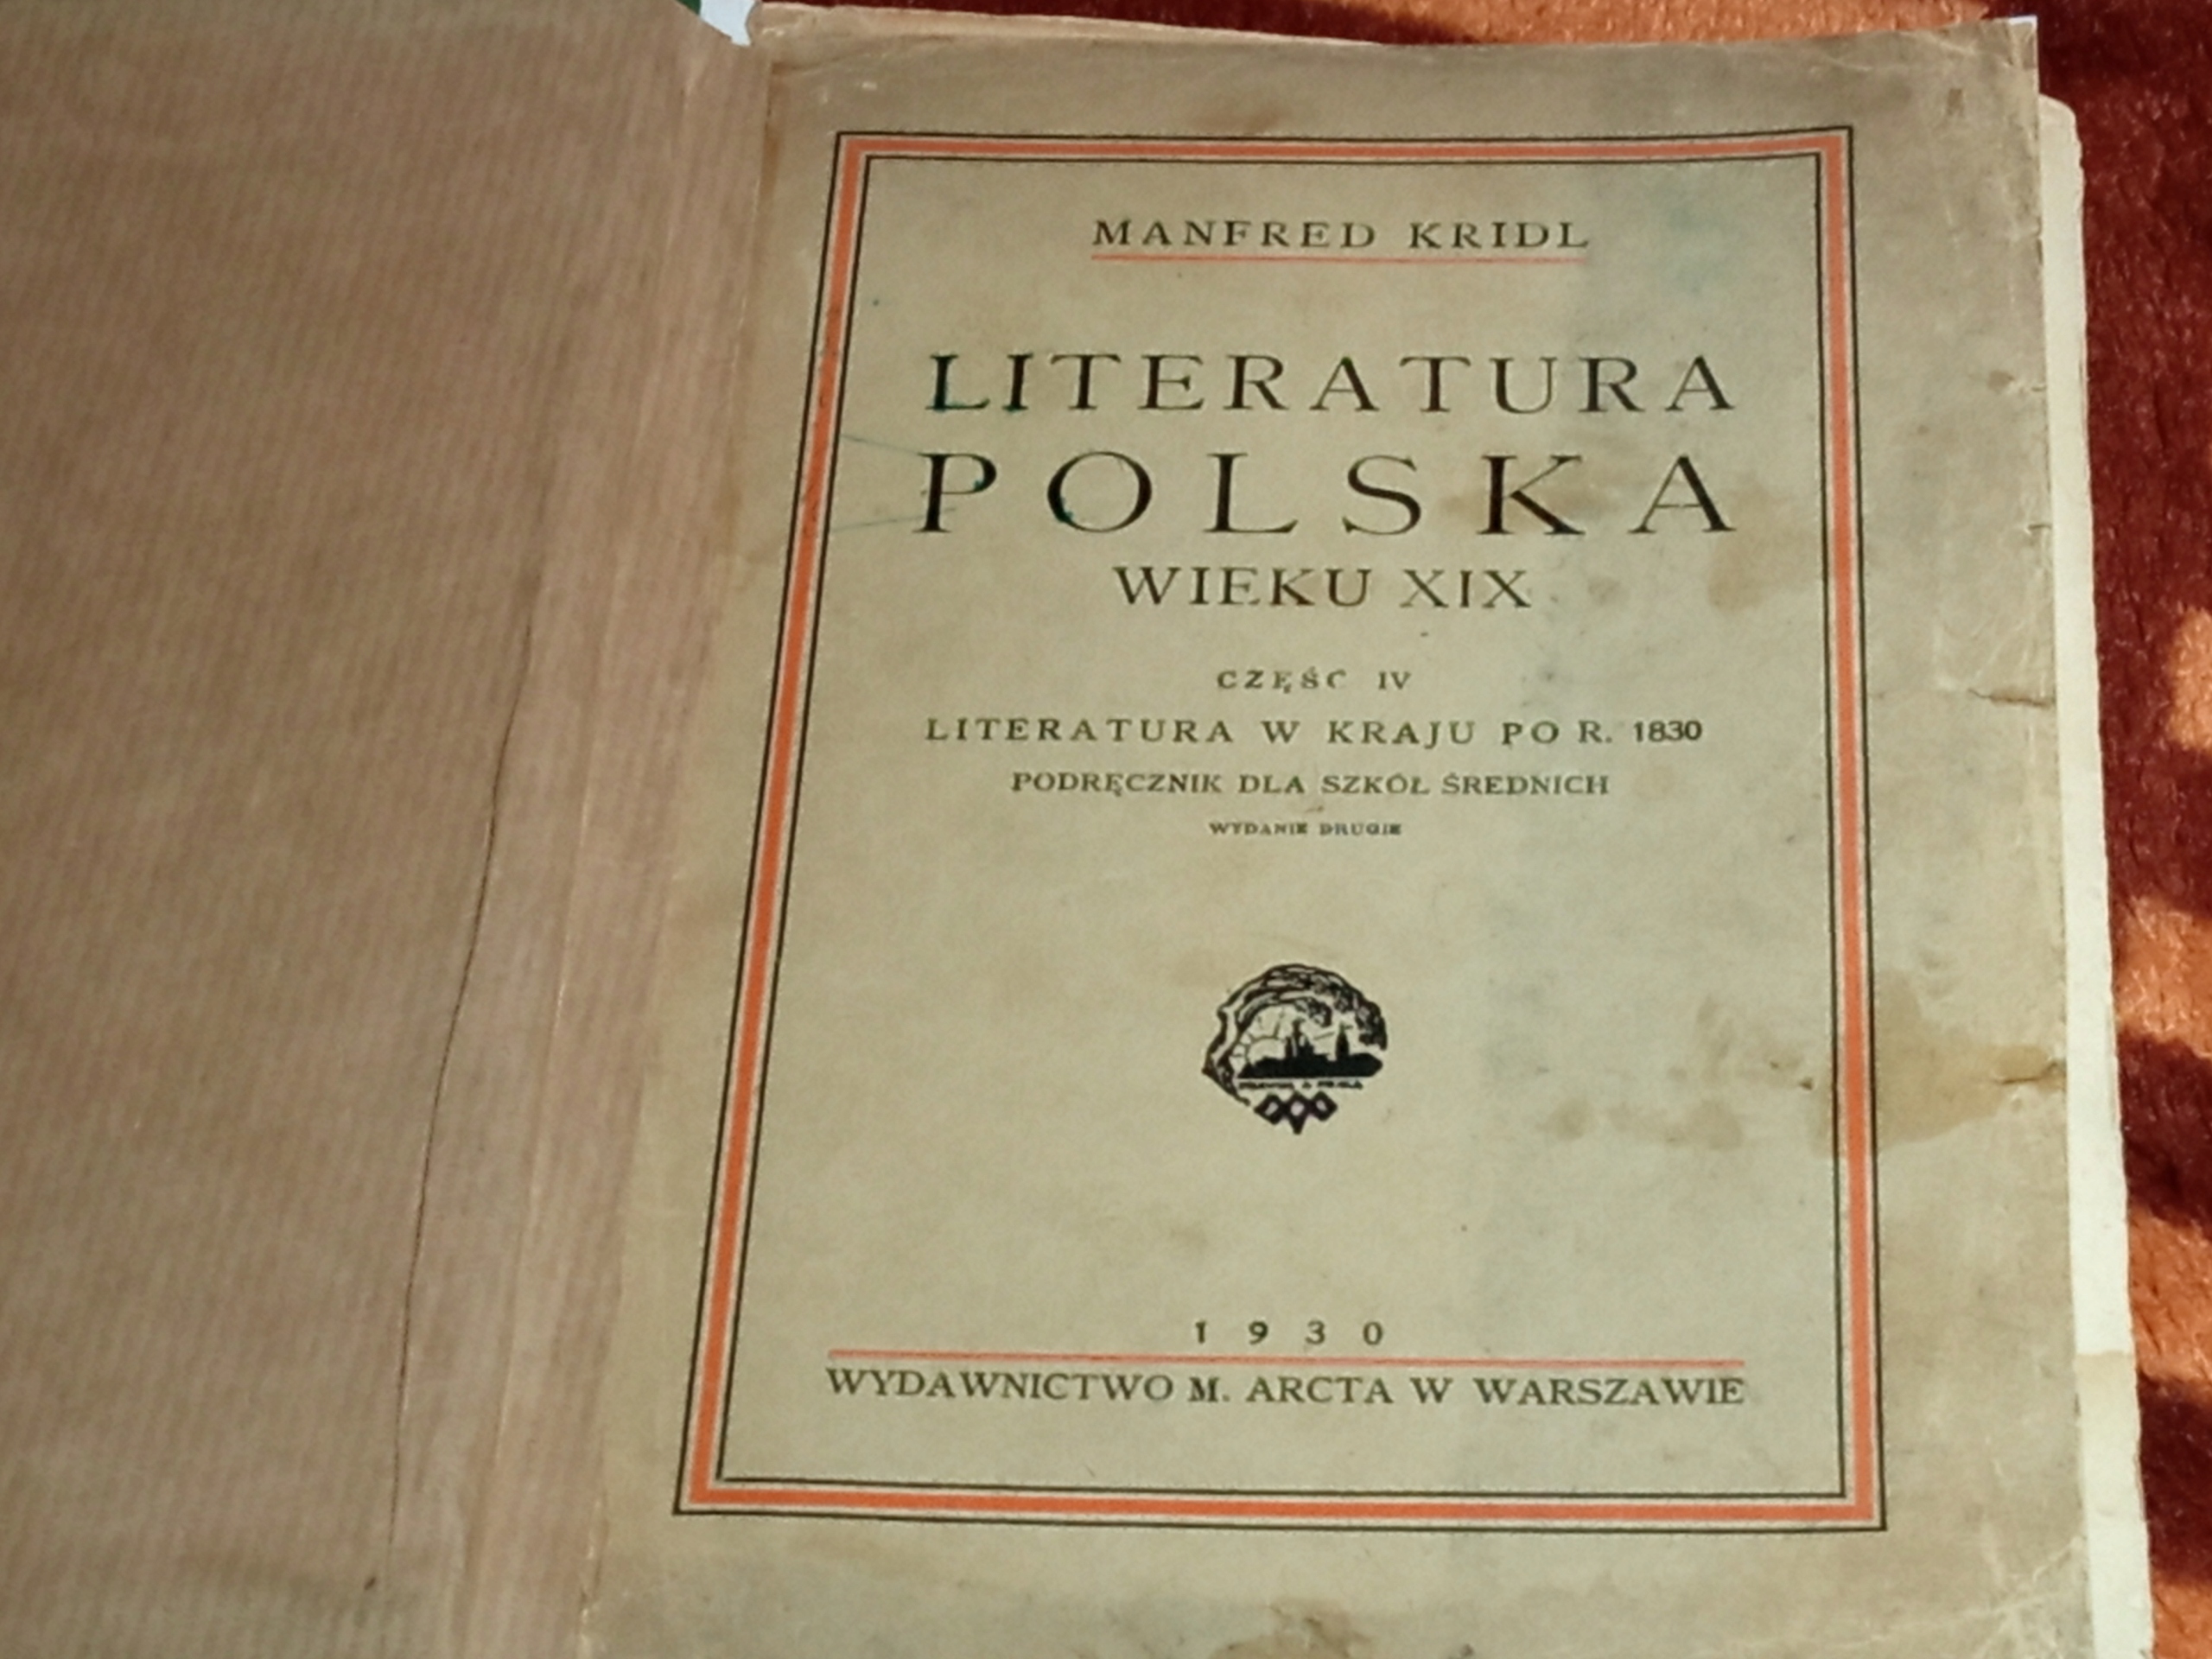 MANFRED KRIDL
LITERATURA
POLSKA
WIEKU XIX
CZĘŚĆ IV
LITERATURA W KRAJU PO R. 1830
PODRĘCZNIK DLA SZKÓŁ ŚREDNICH
WYDANIE DRUGIE
1930
WYDAWNICTWO M. ARCTA W WARSZAWIE